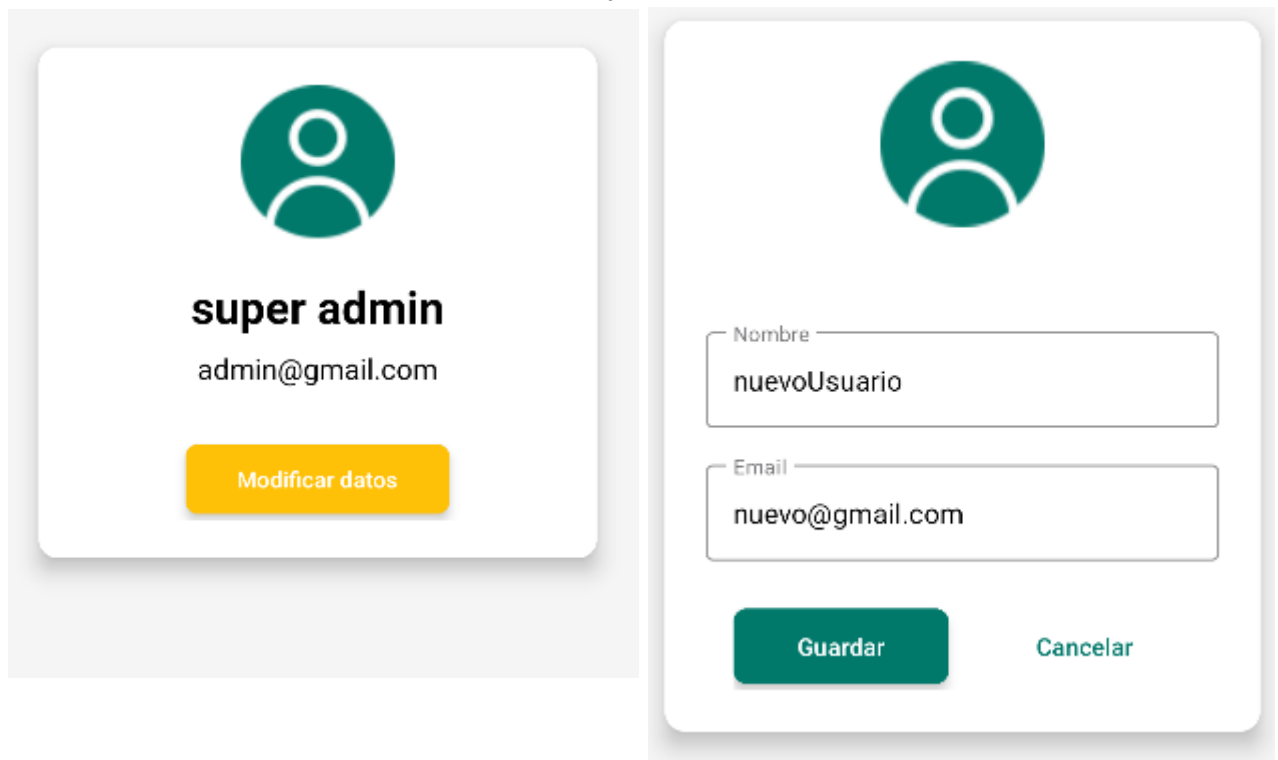 super admin
admin@gmail.com
Modificar datos
Nombre
nuevoUsuario
Email
nuevo@gmail.com
Guardar
Cancelar